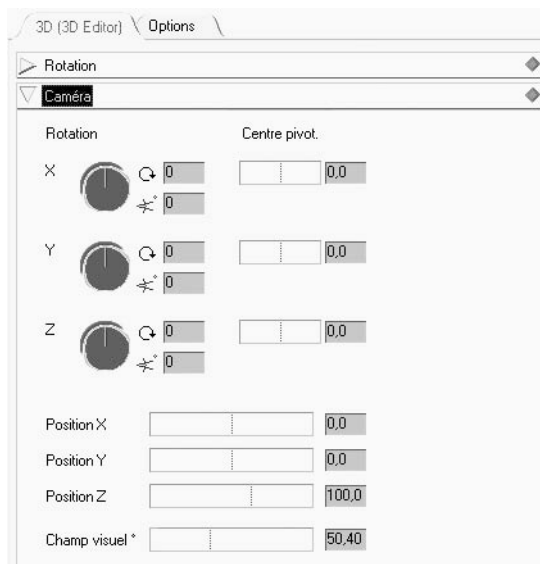 3D (3D Editor) Options
Rotation
Caméra
Rotation Centre pivot.
X 0 0,0
0
Y 0 0,0
0
Z 0 0,0
0
Position X 0,0
Position Y 0,0
Position Z 100,0
Champ visuel ° 50,40